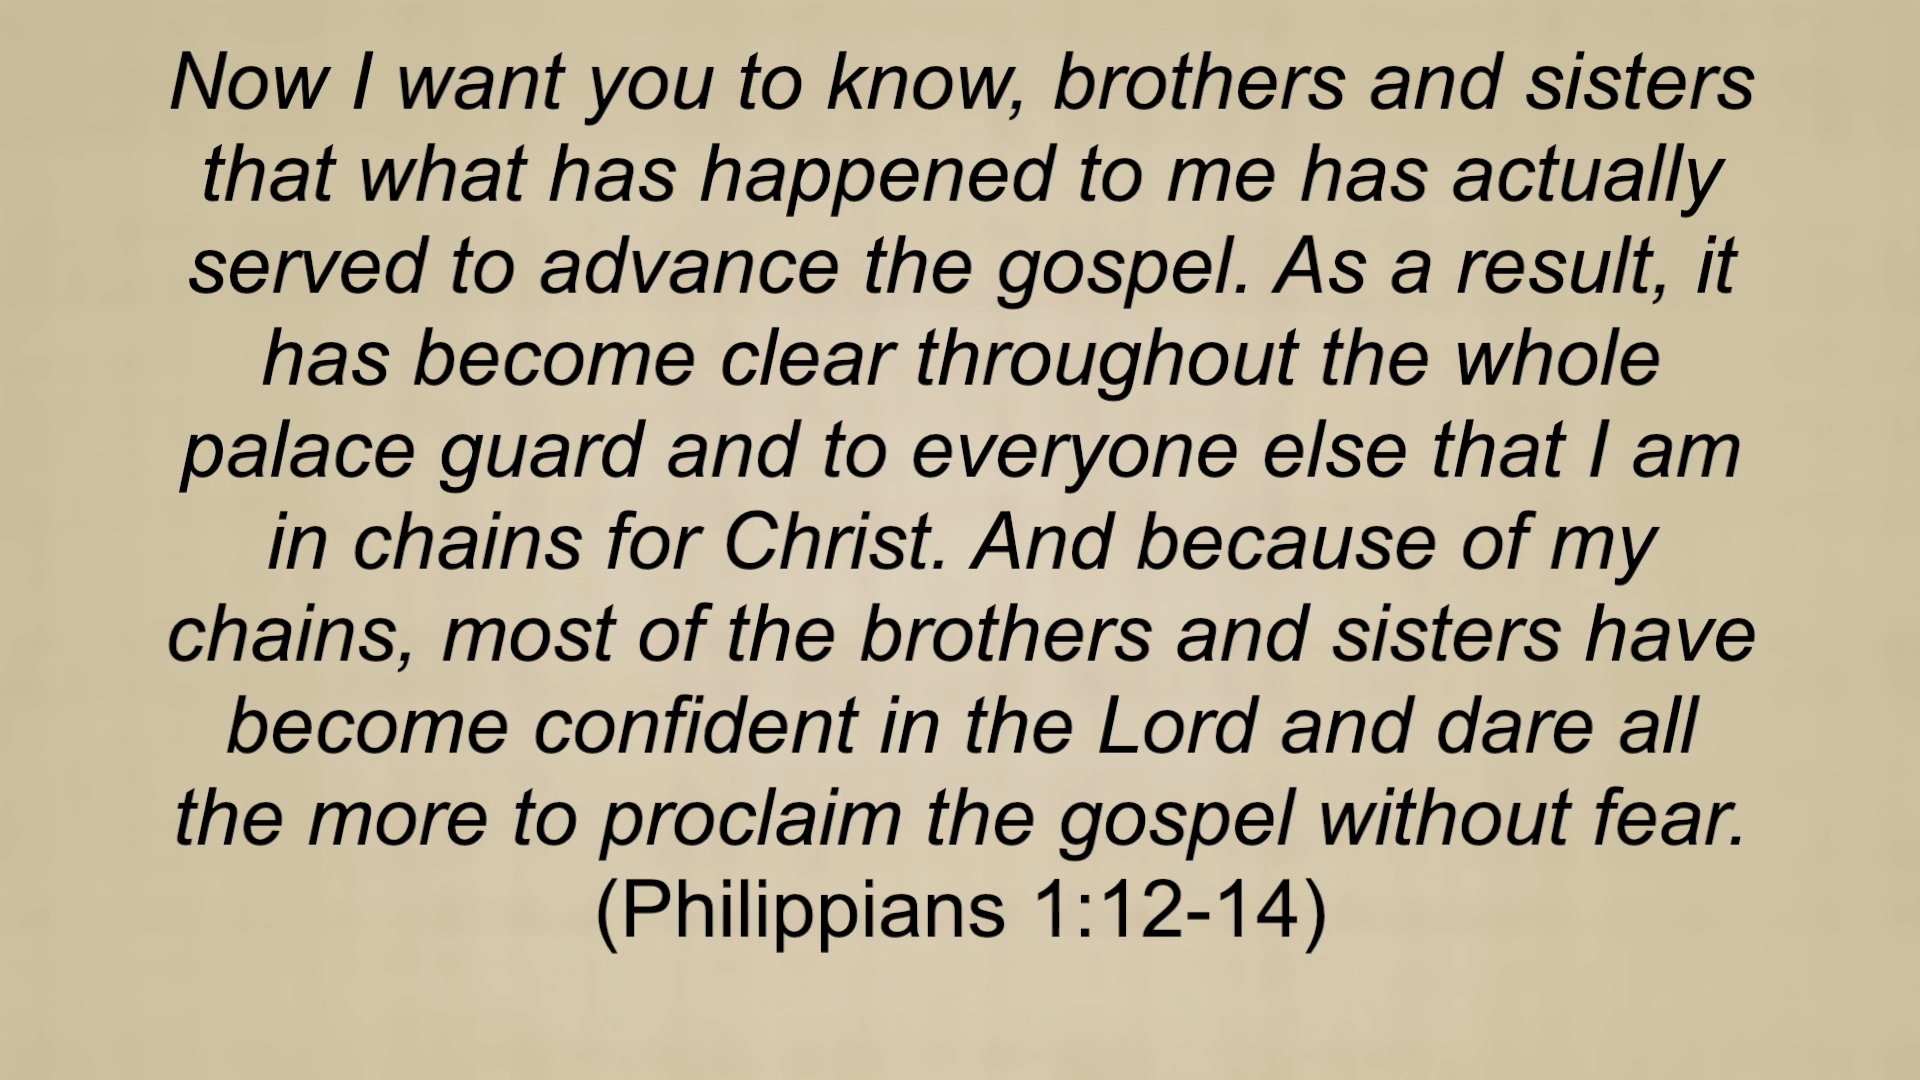 Now I want you to know, brothers and sisters
that what has happened to me has actually
served to advance the gospel. As a result, it
has become clear throughout the whole
palace guard and to everyone else that I am
in chains for Christ. And because of my
chains, most of the brothers and sisters have
become confident in the Lord and dare all
the more to proclaim the gospel without fear.
(Philippians 1:12-14)